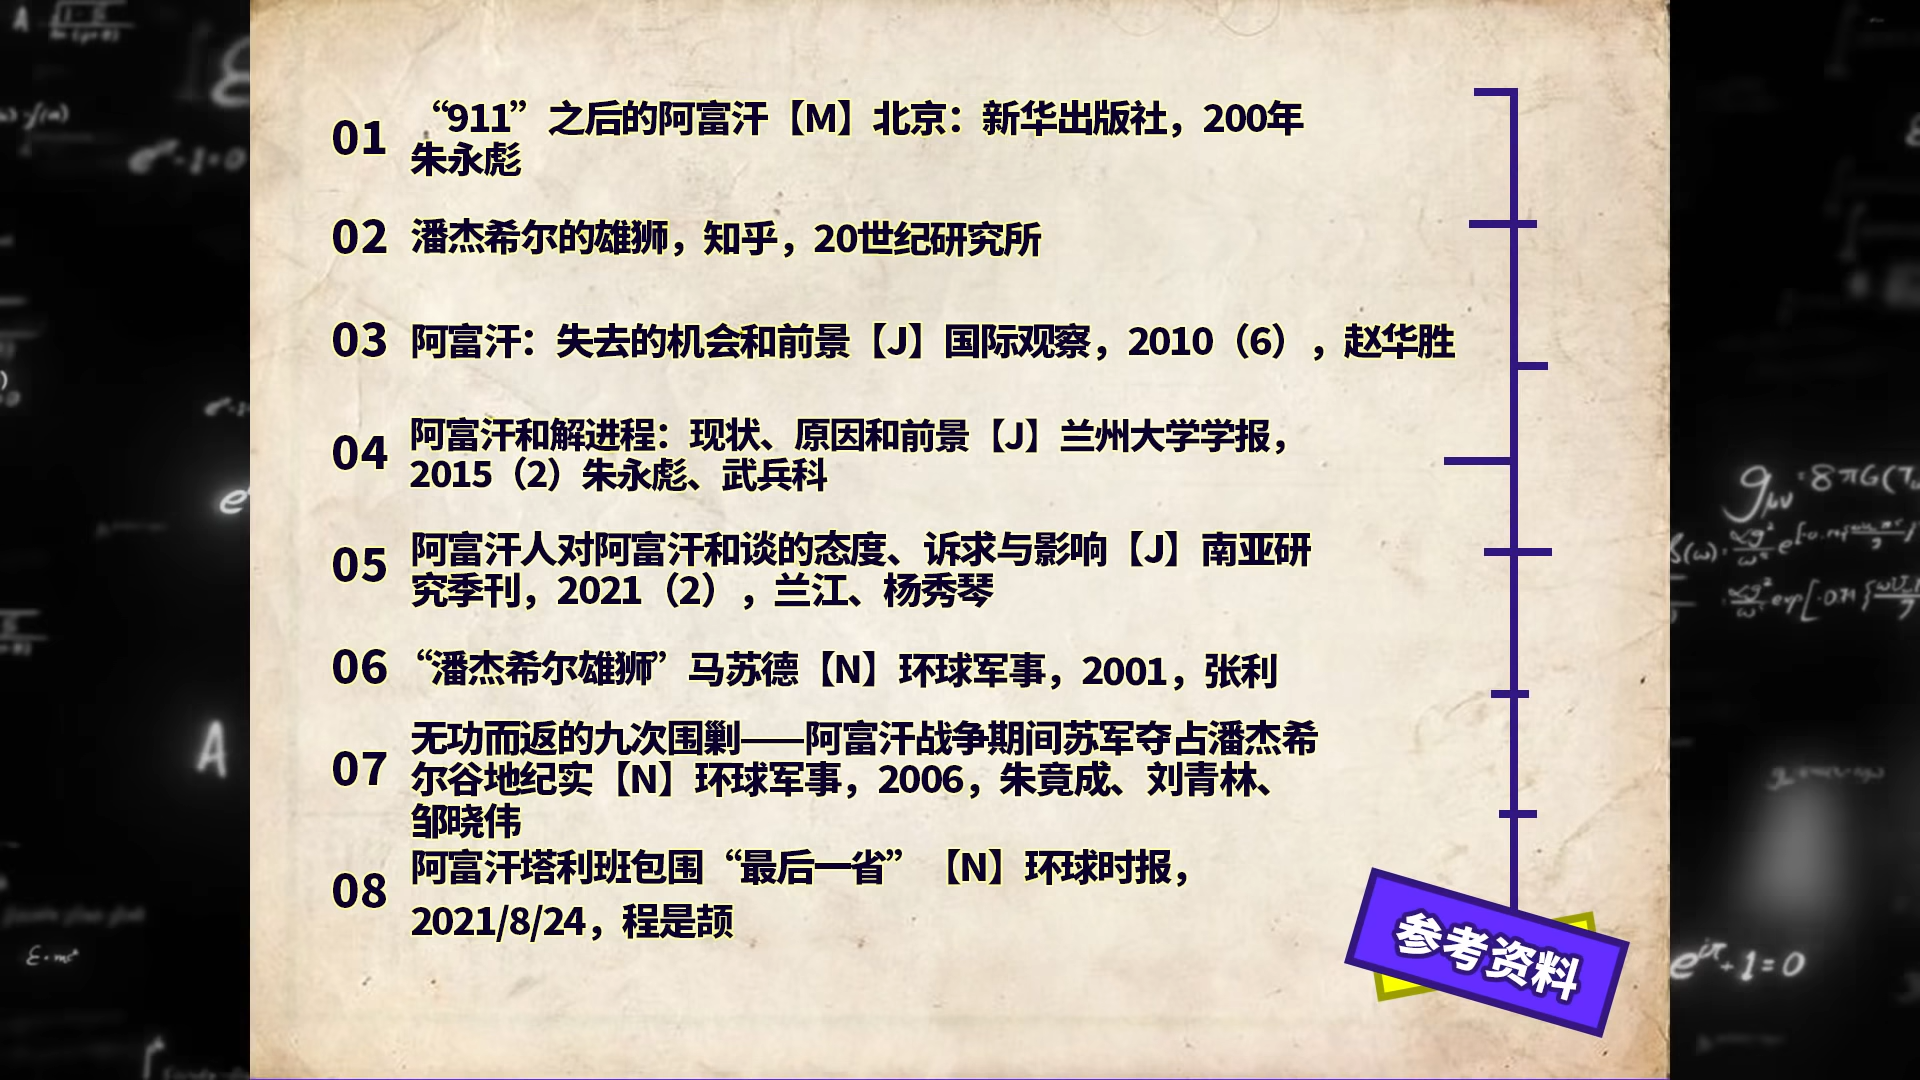 01
“911”之后的阿富汗【M】北京：新华出版社，200年
朱永彪
02
潘杰希尔的雄狮，知乎，20世纪研究所
03
阿富汗：失去的机会和前景【J】国际观察，2010（6），赵华胜
04
阿富汗和解进程：现状、原因和前景【J】兰州大学学报，
2015（2）朱永彪、武兵科
05
阿富汗人对阿富汗和谈的态度、诉求与影响【J】南亚研
究季刊，2021（2），兰江、杨秀琴
06
“潘杰希尔雄狮”马苏德【N】环球军事，2001，张利
07
无功而返的九次围剿——阿富汗战争期间苏军夺占潘杰希
尔谷地纪实【N】环球军事，2006，朱竟成、刘青林、
邹晓伟
08
阿富汗塔利班包围“最后一省”【N】环球时报，
2021/8/24，程是颉
参考资料
A
A
e^iπ+1=0